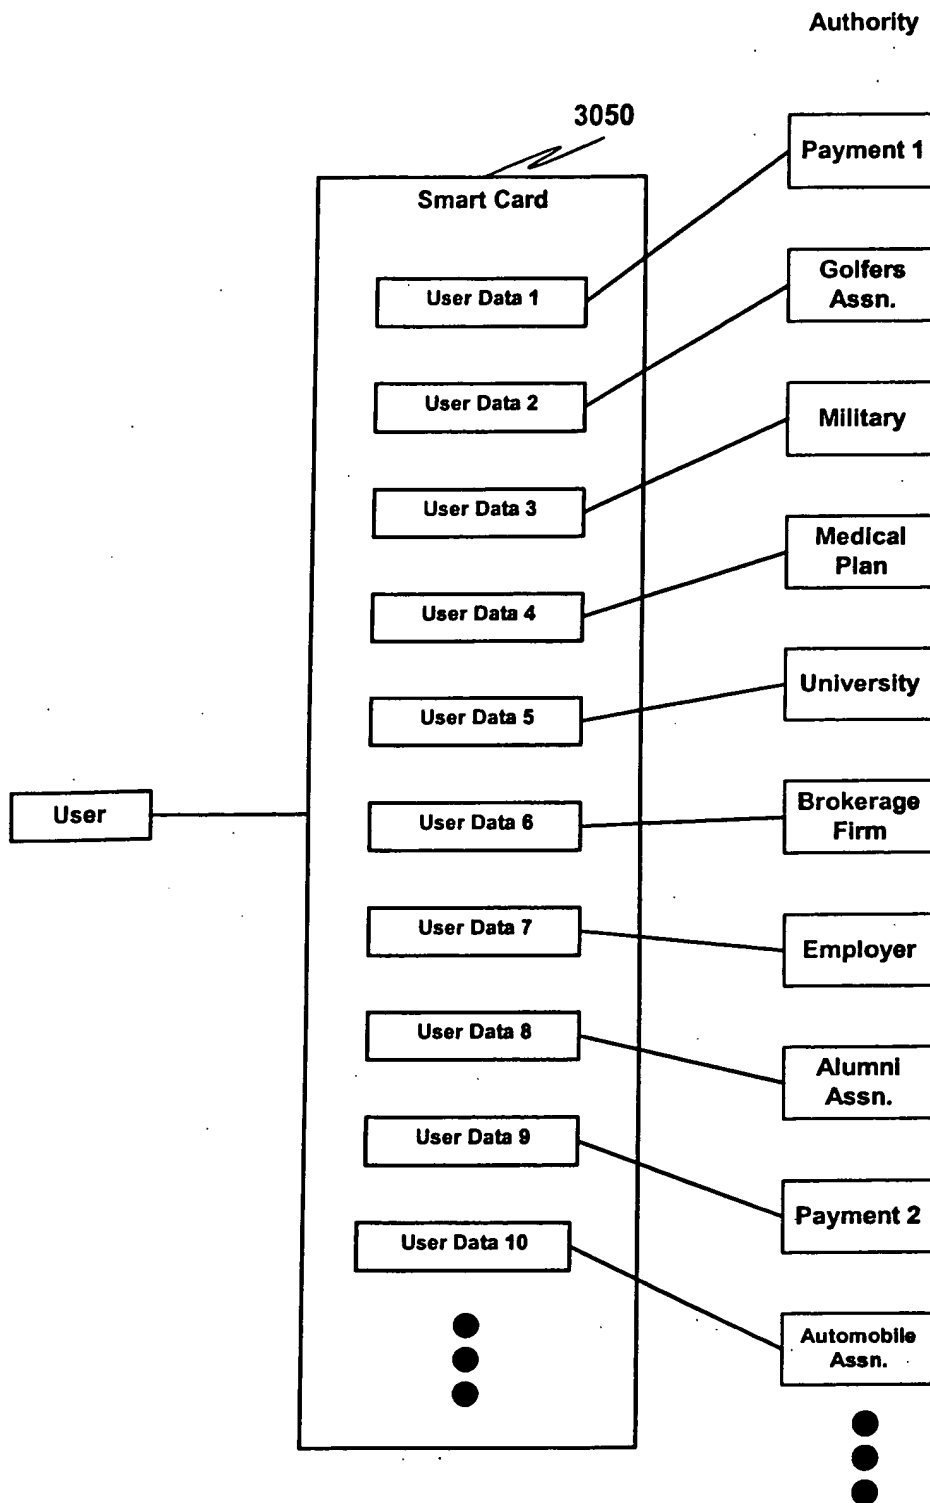 Authority
3050
Payment 1
Smart Card
Golfers
Assn.
User Data 1
User Data 2
Military
User Data 3
Medical
Plan
User Data 4
University
User Data 5
User
Brokerage
Firm
User Data 6
User Data 7
Employer
User Data 8
Alumni
Assn.
User Data 9
Payment 2
User Data 10
Automobile
Assn.